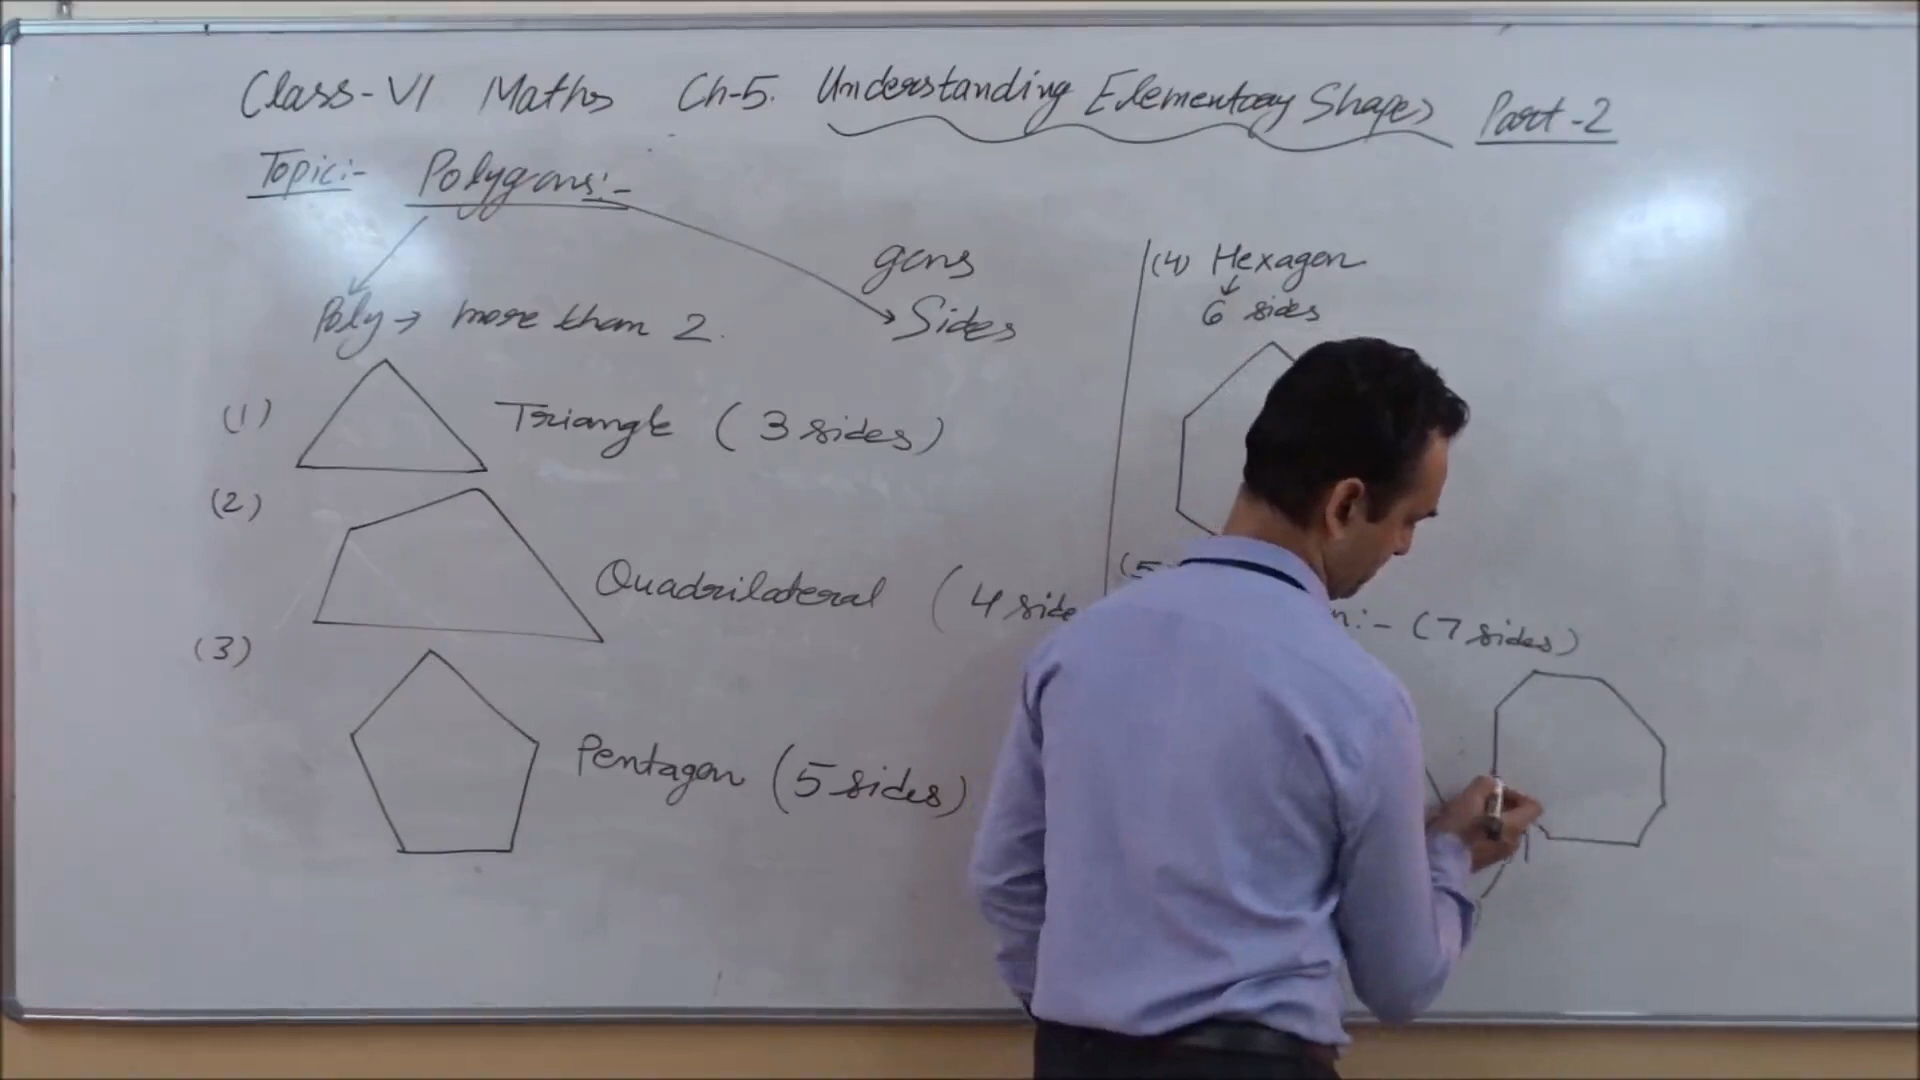 Class-VI Maths Ch-5. Understanding Elementary Shapes Part-2
Topic:- Polygons:-
gons
Poly → more than 2.
Sides
(1) Triangle (3 sides)
(2)
Quadrilateral (4 side
(3)
Pentagon (5 sides)
(4) Hexagon
6 sides
(5
n:- (7 sides)